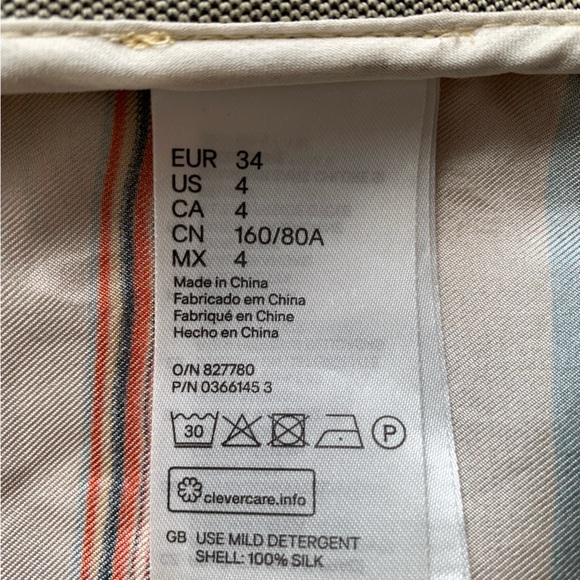 EUR 34
US 4
CA 4
CN 160/80A
MX 4
Made in China
Fabricado em China
Fabriqué en Chine
Hecho en China
O/N 827780
P/N 0366145 3
30 P
clevercare.info
GB USE MILD DETERGENT
SHELL: 100% SILK